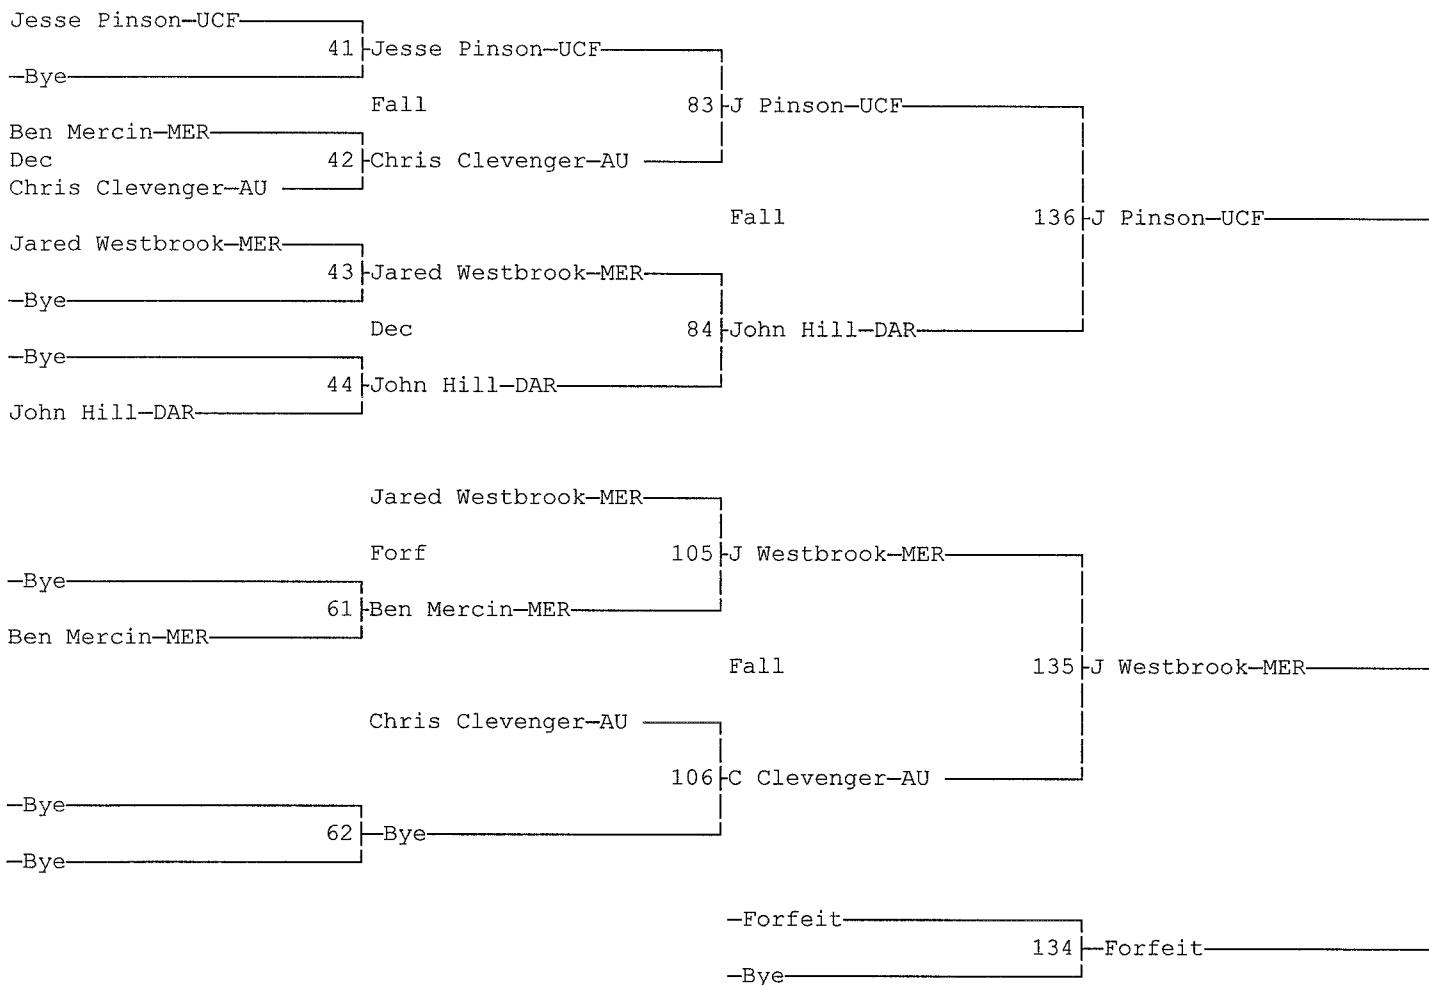 Jesse Pinson-UCF
41 Jesse Pinson-UCF
-Bye
Fall 83 J Pinson-UCF
Ben Mercin-MER
Dec 42 Chris Clevenger-AU
Chris Clevenger-AU
Fall 136 J Pinson-UCF
Jared Westbrook-MER
43 Jared Westbrook-MER
-Bye
Dec 84 John Hill-DAR
-Bye
44 John Hill-DAR
John Hill-DAR
Jared Westbrook-MER
Forf 105 J Westbrook-MER
-Bye
61 Ben Mercin-MER
Ben Mercin-MER
Fall 135 J Westbrook-MER
Chris Clevenger-AU
106 C Clevenger-AU
-Bye
62 -Bye
-Bye
-Forfeit
134 -Forfeit
-Bye